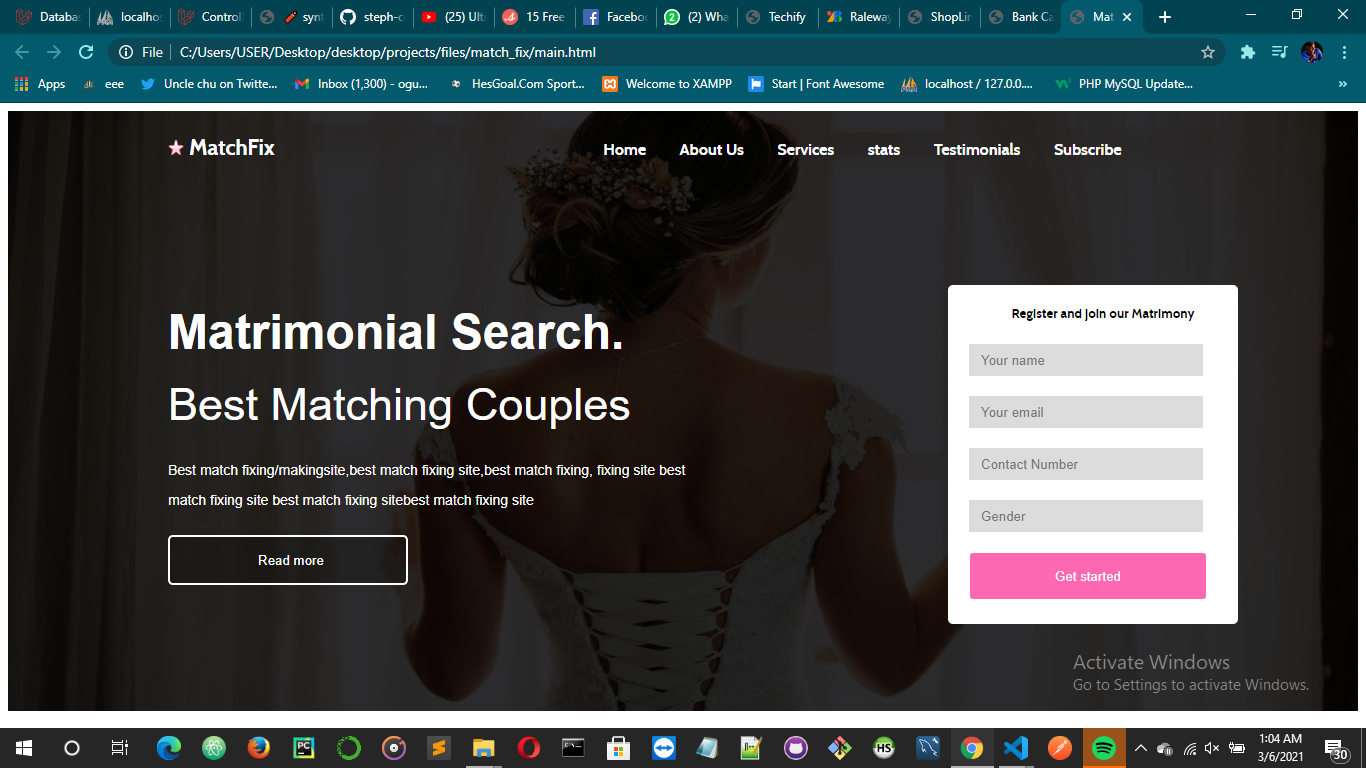 Databas
localhos
Controll
synt
steph-c
(25) Ult
15 Free
Faceboo
(2) Wha
Techify
Raleway
ShopLin
Bank Ca
Mat
File
C:/Users/USER/Desktop/desktop/projects/files/match_fix/main.html
Apps
eee
Uncle chu on Twitte...
Inbox (1,300) - ogu...
HesGoal.Com Sport...
Welcome to XAMPP
Start | Font Awesome
localhost / 127.0.0....
PHP MySQL Update...
MatchFix
Home
About Us
Services
stats
Testimonials
Subscribe
Matrimonial Search.
Best Matching Couples
Best match fixing/makingsite,best match fixing site,best match fixing, fixing site best
match fixing site best match fixing sitebest match fixing site
Read more
Register and join our Matrimony
Your name
Your email
Contact Number
Gender
Get started
Activate Windows
Go to Settings to activate Windows.
PC
HS
1:04 AM
3/6/2021
30